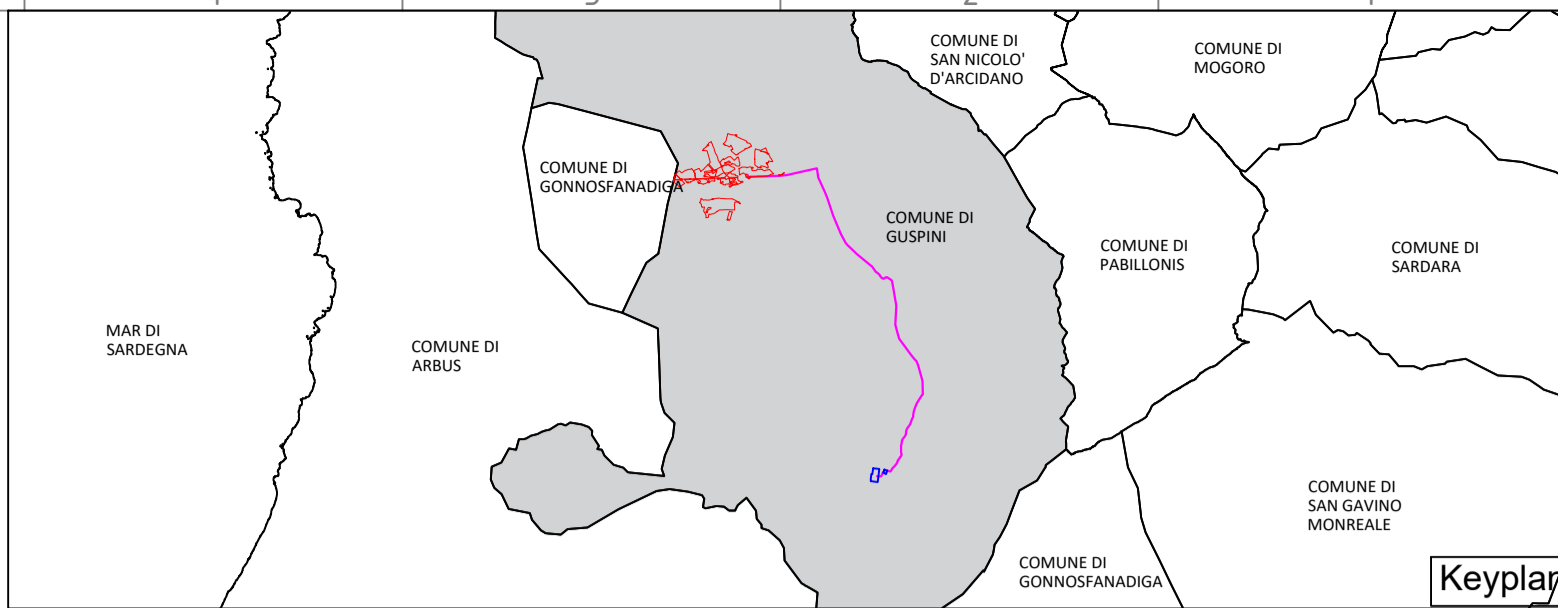 COMUNE DI
SAN NICOLO'
D'ARCIDANO
COMUNE DI
MOGORO
COMUNE DI
GONNOSFANADIGA
COMUNE DI
GUSPINI
COMUNE DI
PABILLONIS
COMUNE DI
SARDARA
MAR DI
SARDEGNA
COMUNE DI
ARBUS
COMUNE DI
SAN GAVINO
MONREALE
COMUNE DI
GONNOSFANADIGA
Keyplan